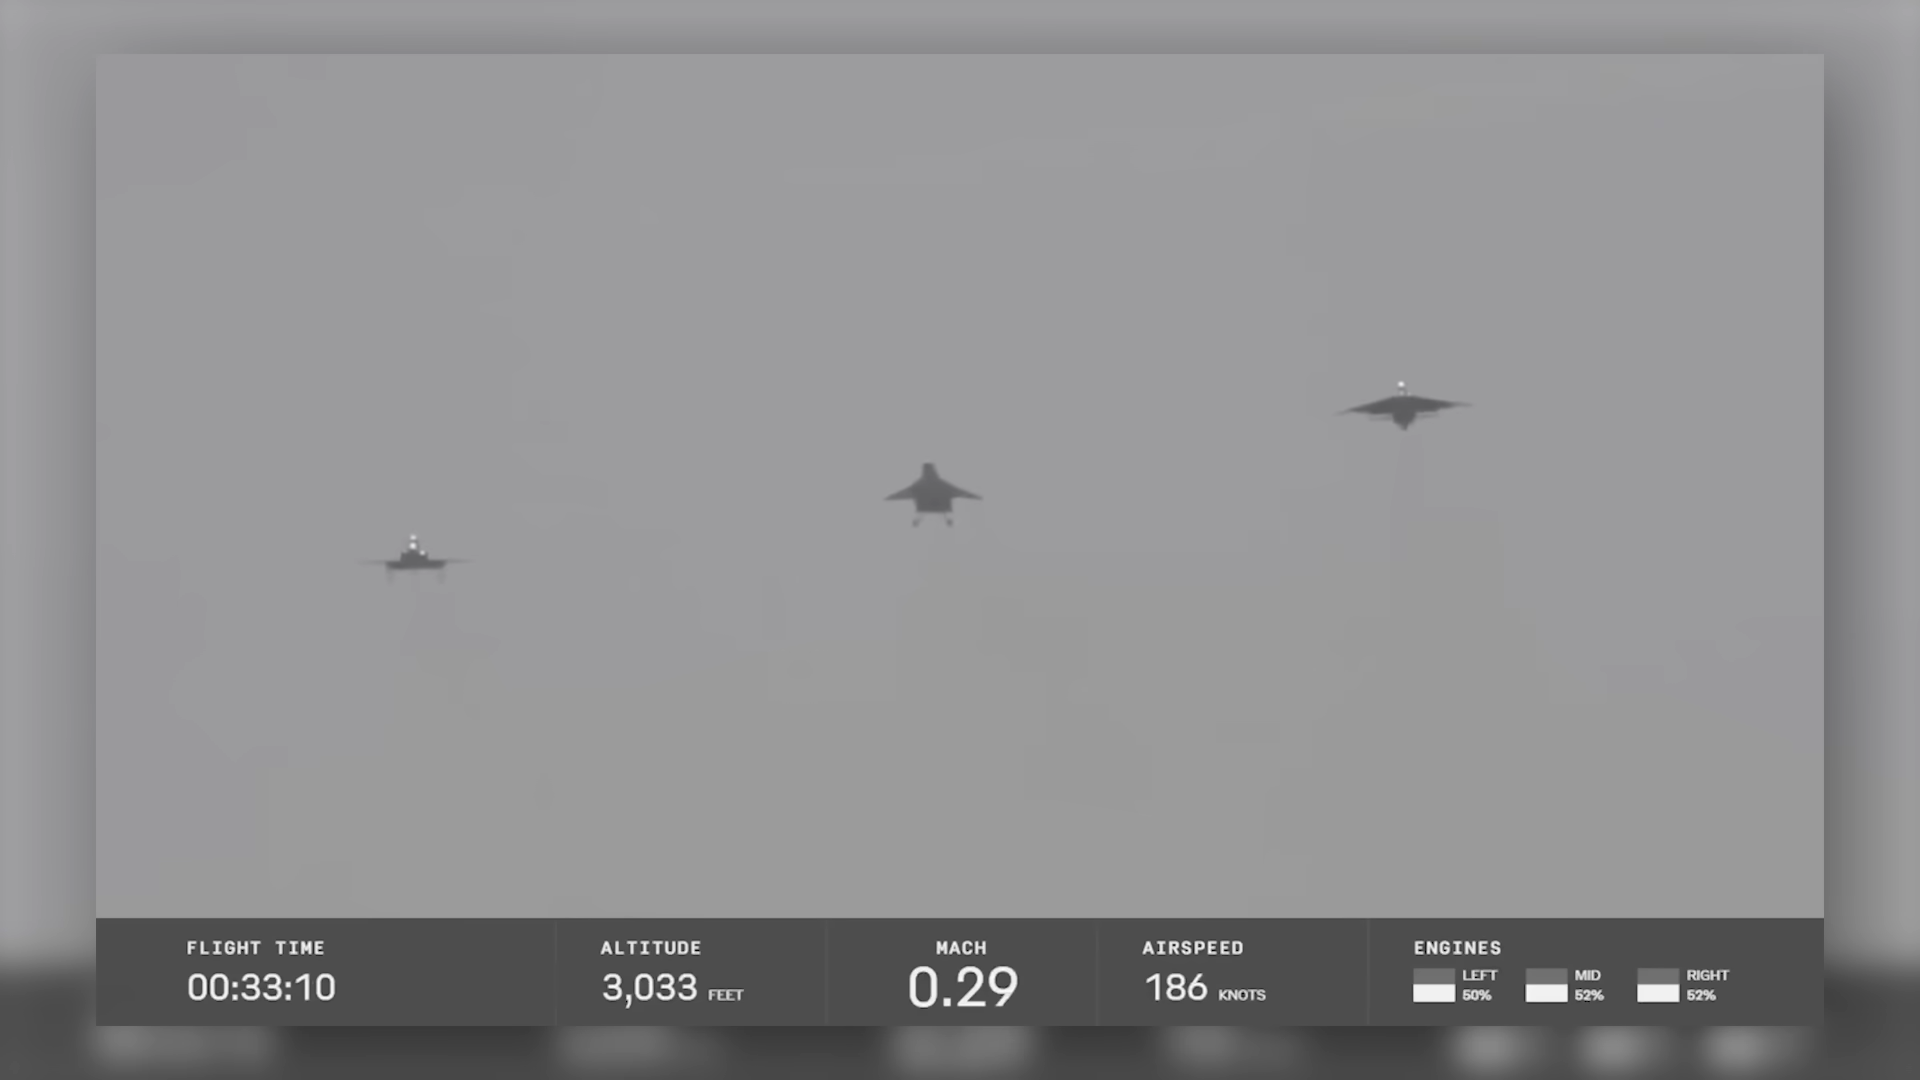 FLIGHT TIME
00:33:10
ALTITUDE
3,033 FEET
MACH
0.29
AIRSPEED
186 KNOTS
ENGINES
LEFT
50%
MID
52%
RIGHT
52%